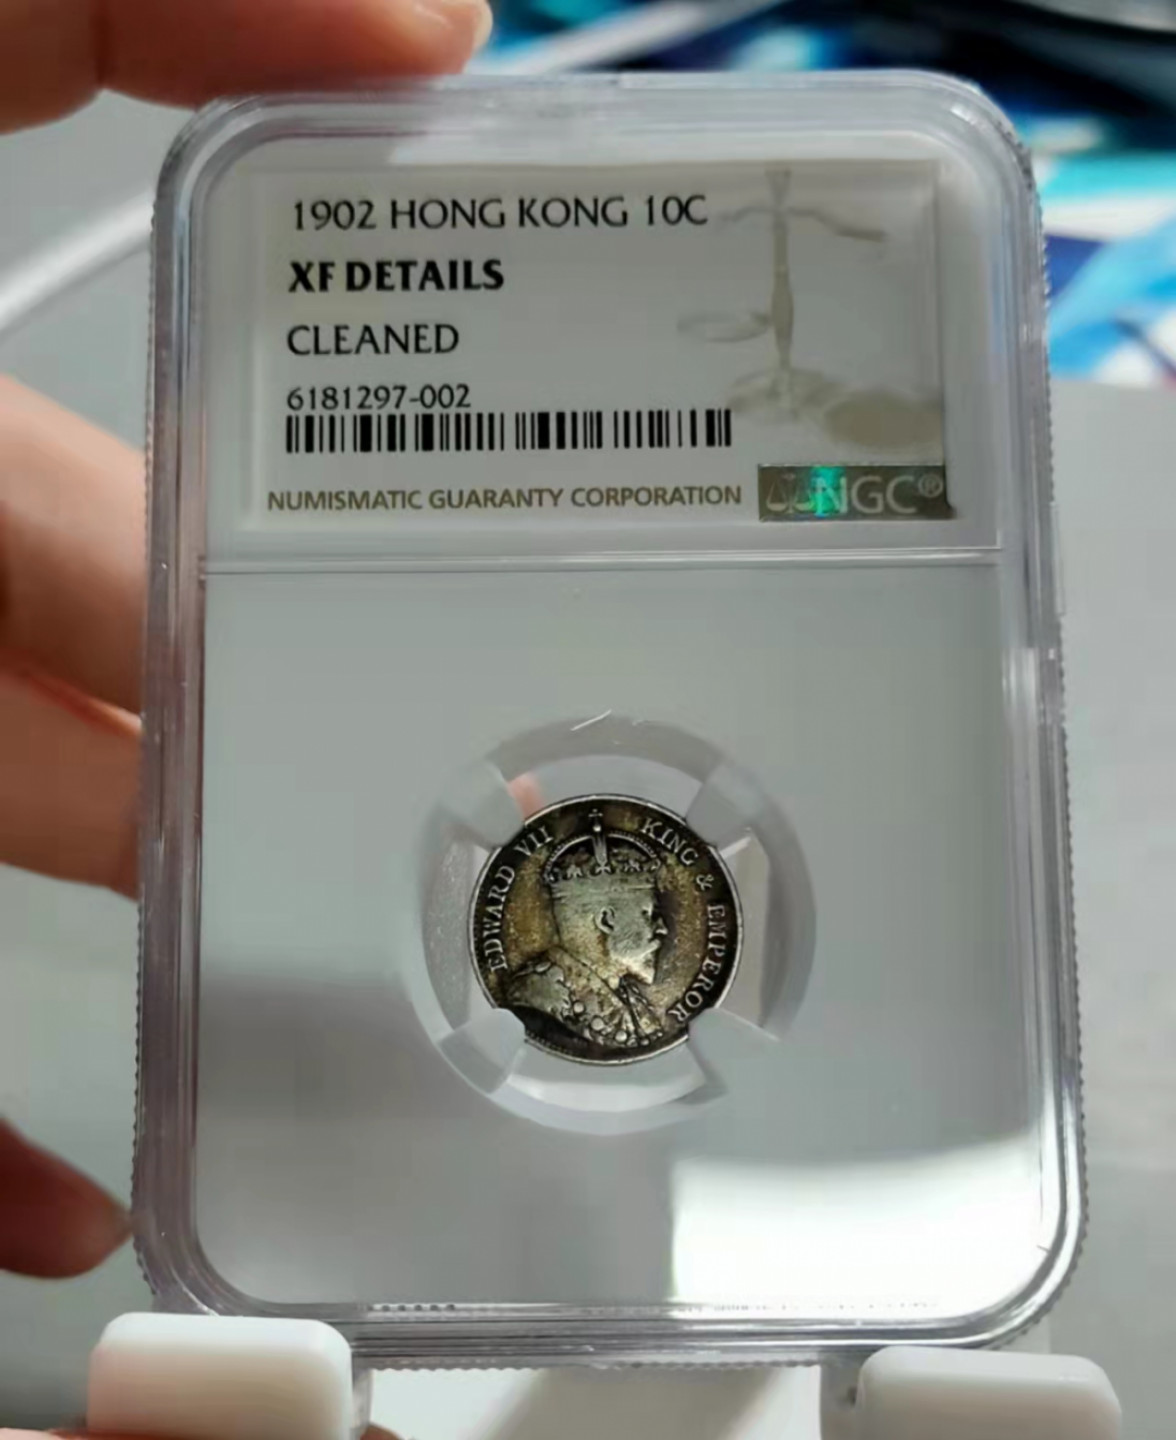 1902 HONG KONG 10C
XF DETAILS
CLEANED
6181297-002
NUMISMATIC GUARANTY CORPORATION NGC®
EDWARD VII KING & EMPEROR